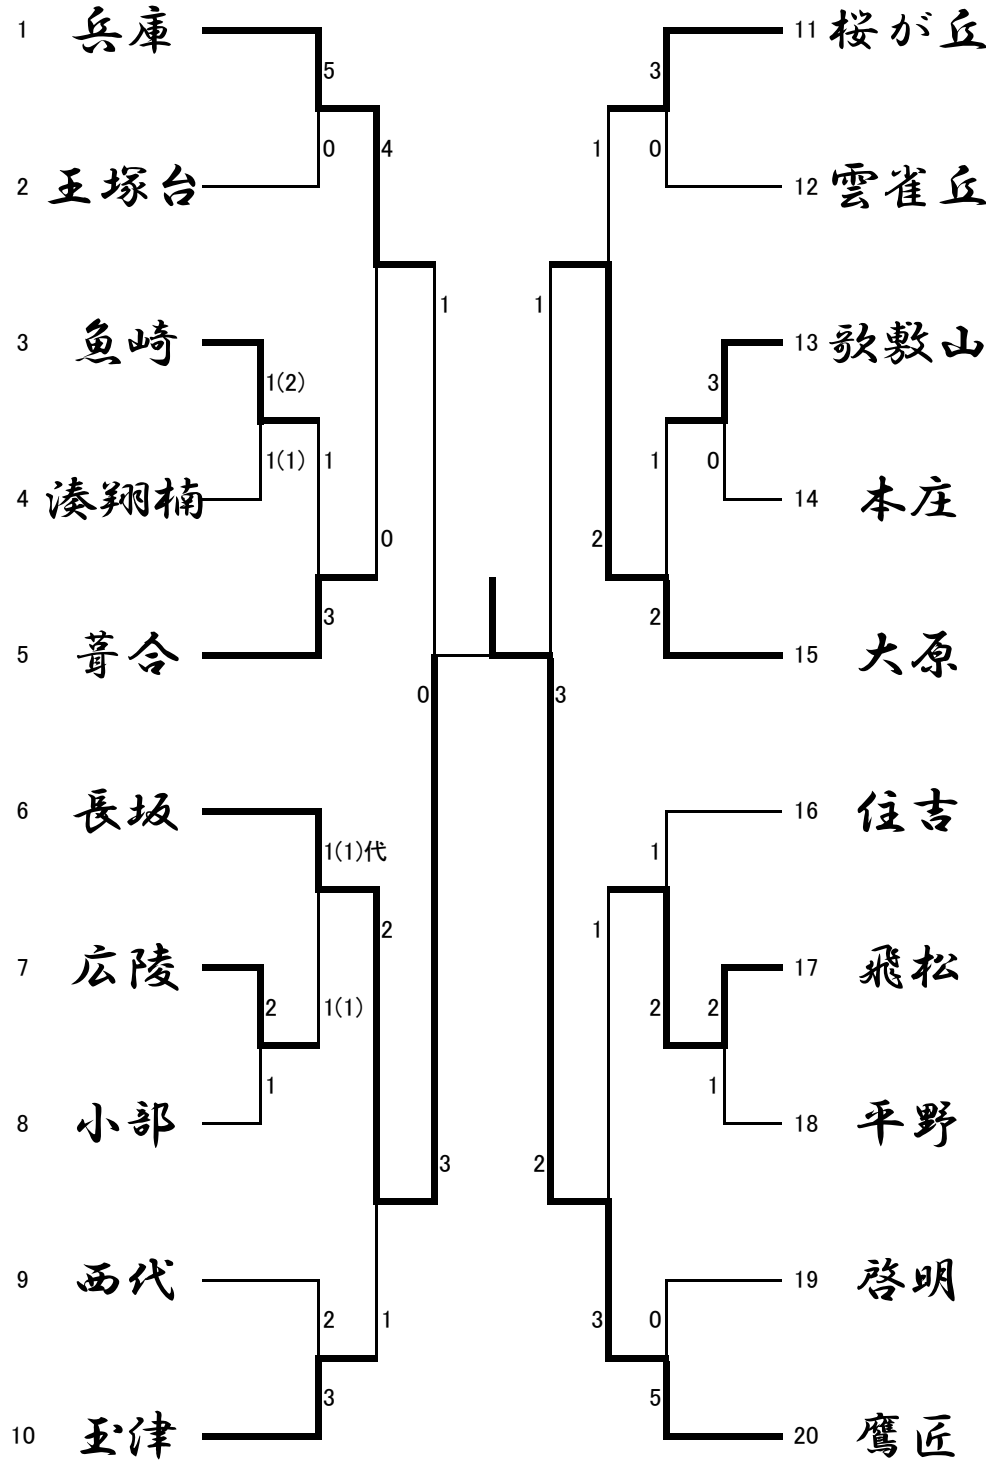 1 兵庫
5
0
4
2 王塚台
3 魚崎
1(2)
1(1)
1
4 湊翔楠
0
3
5 葺合
1
0
6 長坂
1(1)代
2
7 広陵
2
1(1)
1
8 小部
3
9 西代
2
1
3
10 玉津
11 桜が丘
3
1
0
12 雲雀丘
1
13 歌敷山
3
1
0
14 本庄
2
2
15 大原
3
16 住吉
1
1
17 飛松
2
2
1
18 平野
2
19 啓明
3
0
5
20 鷹匠